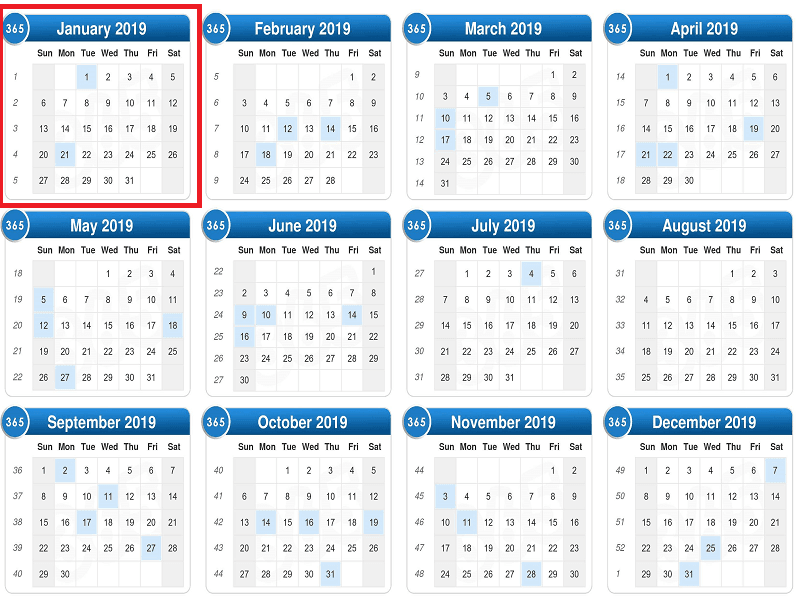 365 January 2019
Sun Mon Tue Wed Thu Fri Sat
1 1 2 3 4 5
2 6 7 8 9 10 11 12
3 13 14 15 16 17 18 19
4 20 21 22 23 24 25 26
5 27 28 29 30 31
365 February 2019
Sun Mon Tue Wed Thu Fri Sat
5 1 2
6 3 4 5 6 7 8 9
7 10 11 12 13 14 15 16
8 17 18 19 20 21 22 23
9 24 25 26 27 28
365 March 2019
Sun Mon Tue Wed Thu Fri Sat
9 1 2
10 3 4 5 6 7 8 9
11 10 11 12 13 14 15 16
12 17 18 19 20 21 22 23
13 24 25 26 27 28 29 30
14 31
365 April 2019
Sun Mon Tue Wed Thu Fri Sat
14 1 2 3 4 5 6
15 7 8 9 10 11 12 13
16 14 15 16 17 18 19 20
17 21 22 23 24 25 26 27
18 28 29 30
365 May 2019
Sun Mon Tue Wed Thu Fri Sat
18 1 2 3 4
19 5 6 7 8 9 10 11
20 12 13 14 15 16 17 18
21 19 20 21 22 23 24 25
22 26 27 28 29 30 31
365 June 2019
Sun Mon Tue Wed Thu Fri Sat
22 1
23 2 3 4 5 6 7 8
24 9 10 11 12 13 14 15
25 16 17 18 19 20 21 22
26 23 24 25 26 27 28 29
27 30
365 July 2019
Sun Mon Tue Wed Thu Fri Sat
27 1 2 3 4 5 6
28 7 8 9 10 11 12 13
29 14 15 16 17 18 19 20
30 21 22 23 24 25 26 27
31 28 29 30 31
365 August 2019
Sun Mon Tue Wed Thu Fri Sat
31 1 2 3
32 4 5 6 7 8 9 10
33 11 12 13 14 15 16 17
34 18 19 20 21 22 23 24
35 25 26 27 28 29 30 31
365 September 2019
Sun Mon Tue Wed Thu Fri Sat
36 1 2 3 4 5 6 7
37 8 9 10 11 12 13 14
38 15 16 17 18 19 20 21
39 22 23 24 25 26 27 28
40 29 30
365 October 2019
Sun Mon Tue Wed Thu Fri Sat
40 1 2 3 4 5
41 6 7 8 9 10 11 12
42 13 14 15 16 17 18 19
43 20 21 22 23 24 25 26
44 27 28 29 30 31
365 November 2019
Sun Mon Tue Wed Thu Fri Sat
44 1 2
45 3 4 5 6 7 8 9
46 10 11 12 13 14 15 16
47 17 18 19 20 21 22 23
48 24 25 26 27 28 29 30
365 December 2019
Sun Mon Tue Wed Thu Fri Sat
49 1 2 3 4 5 6 7
50 8 9 10 11 12 13 14
51 15 16 17 18 19 20 21
52 22 23 24 25 26 27 28
1 29 30 31